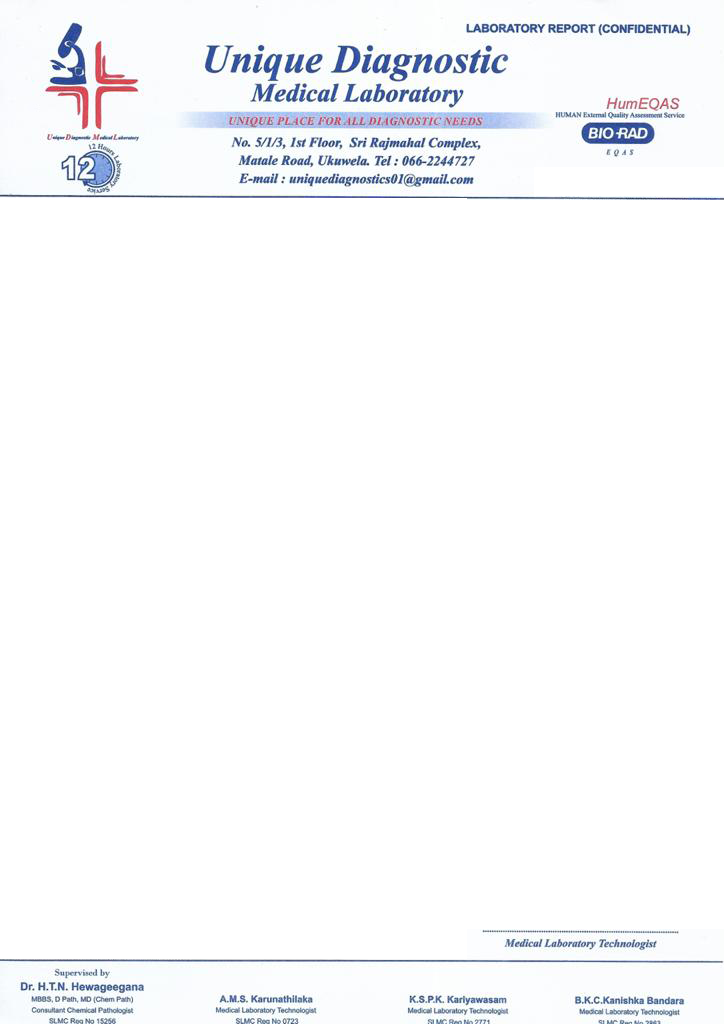 LABORATORY REPORT (CONFIDENTIAL)
Unique Diagnostic
Medical Laboratory
UNIQUE PLACE FOR ALL DIAGNOSTIC NEEDS
No. 5/1/3, 1st Floor, Sri Rajmahal Complex,
Matale Road, Ukuwela. Tel : 066-2244727
E-mail : uniquediagnostics01@gmail.com
Unique Diagnostic Medical Laboratory
12
12 Hours Laboratory Service
HumEQAS
HUMAN External Quality Assessment Service
BIO-RAD
EQAS
Medical Laboratory Technologist
Supervised by
Dr. H.T.N. Hewageegana
MBBS, D Path, MD (Chem Path)
Consultant Chemical Pathologist
SLMC Reg No 15256
A.M.S. Karunathilaka
Medical Laboratory Technologist
SLMC Reg No 0723
K.S.P.K. Kariyawasam
Medical Laboratory Technologist
SLMC Reg No 2771
B.K.C.Kanishka Bandara
Medical Laboratory Technologist
SLMC Reg No 2863